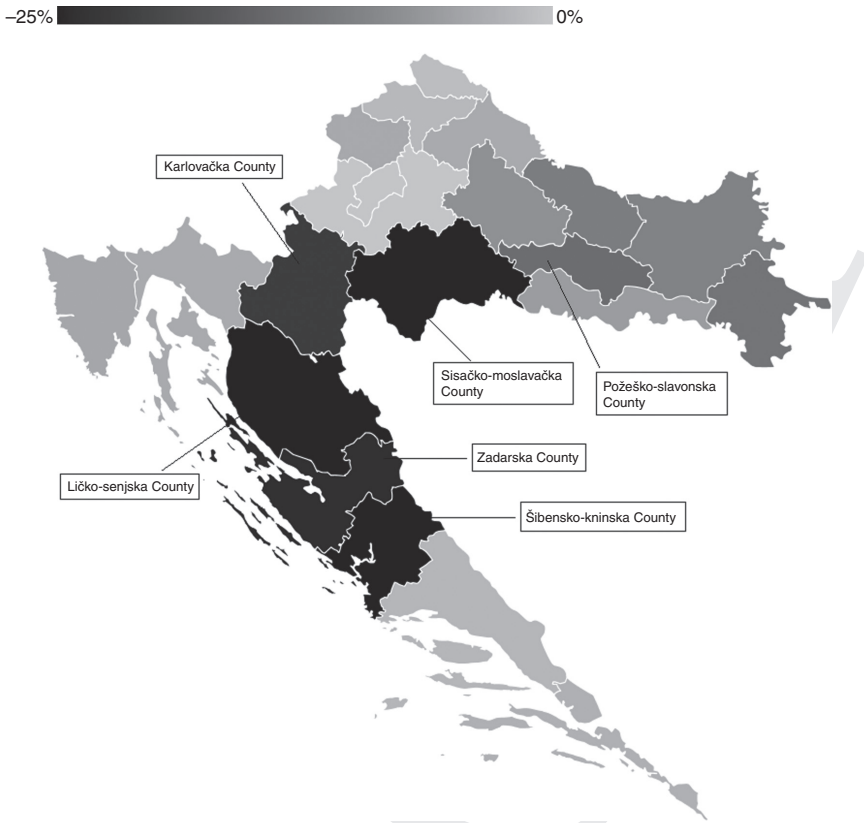 –25% 0%
Karlovačka County
Sisačko-moslavačka
County
Požeško-slavonska
County
Zadarska County
Ličko-senjska County
Šibensko-kninska County